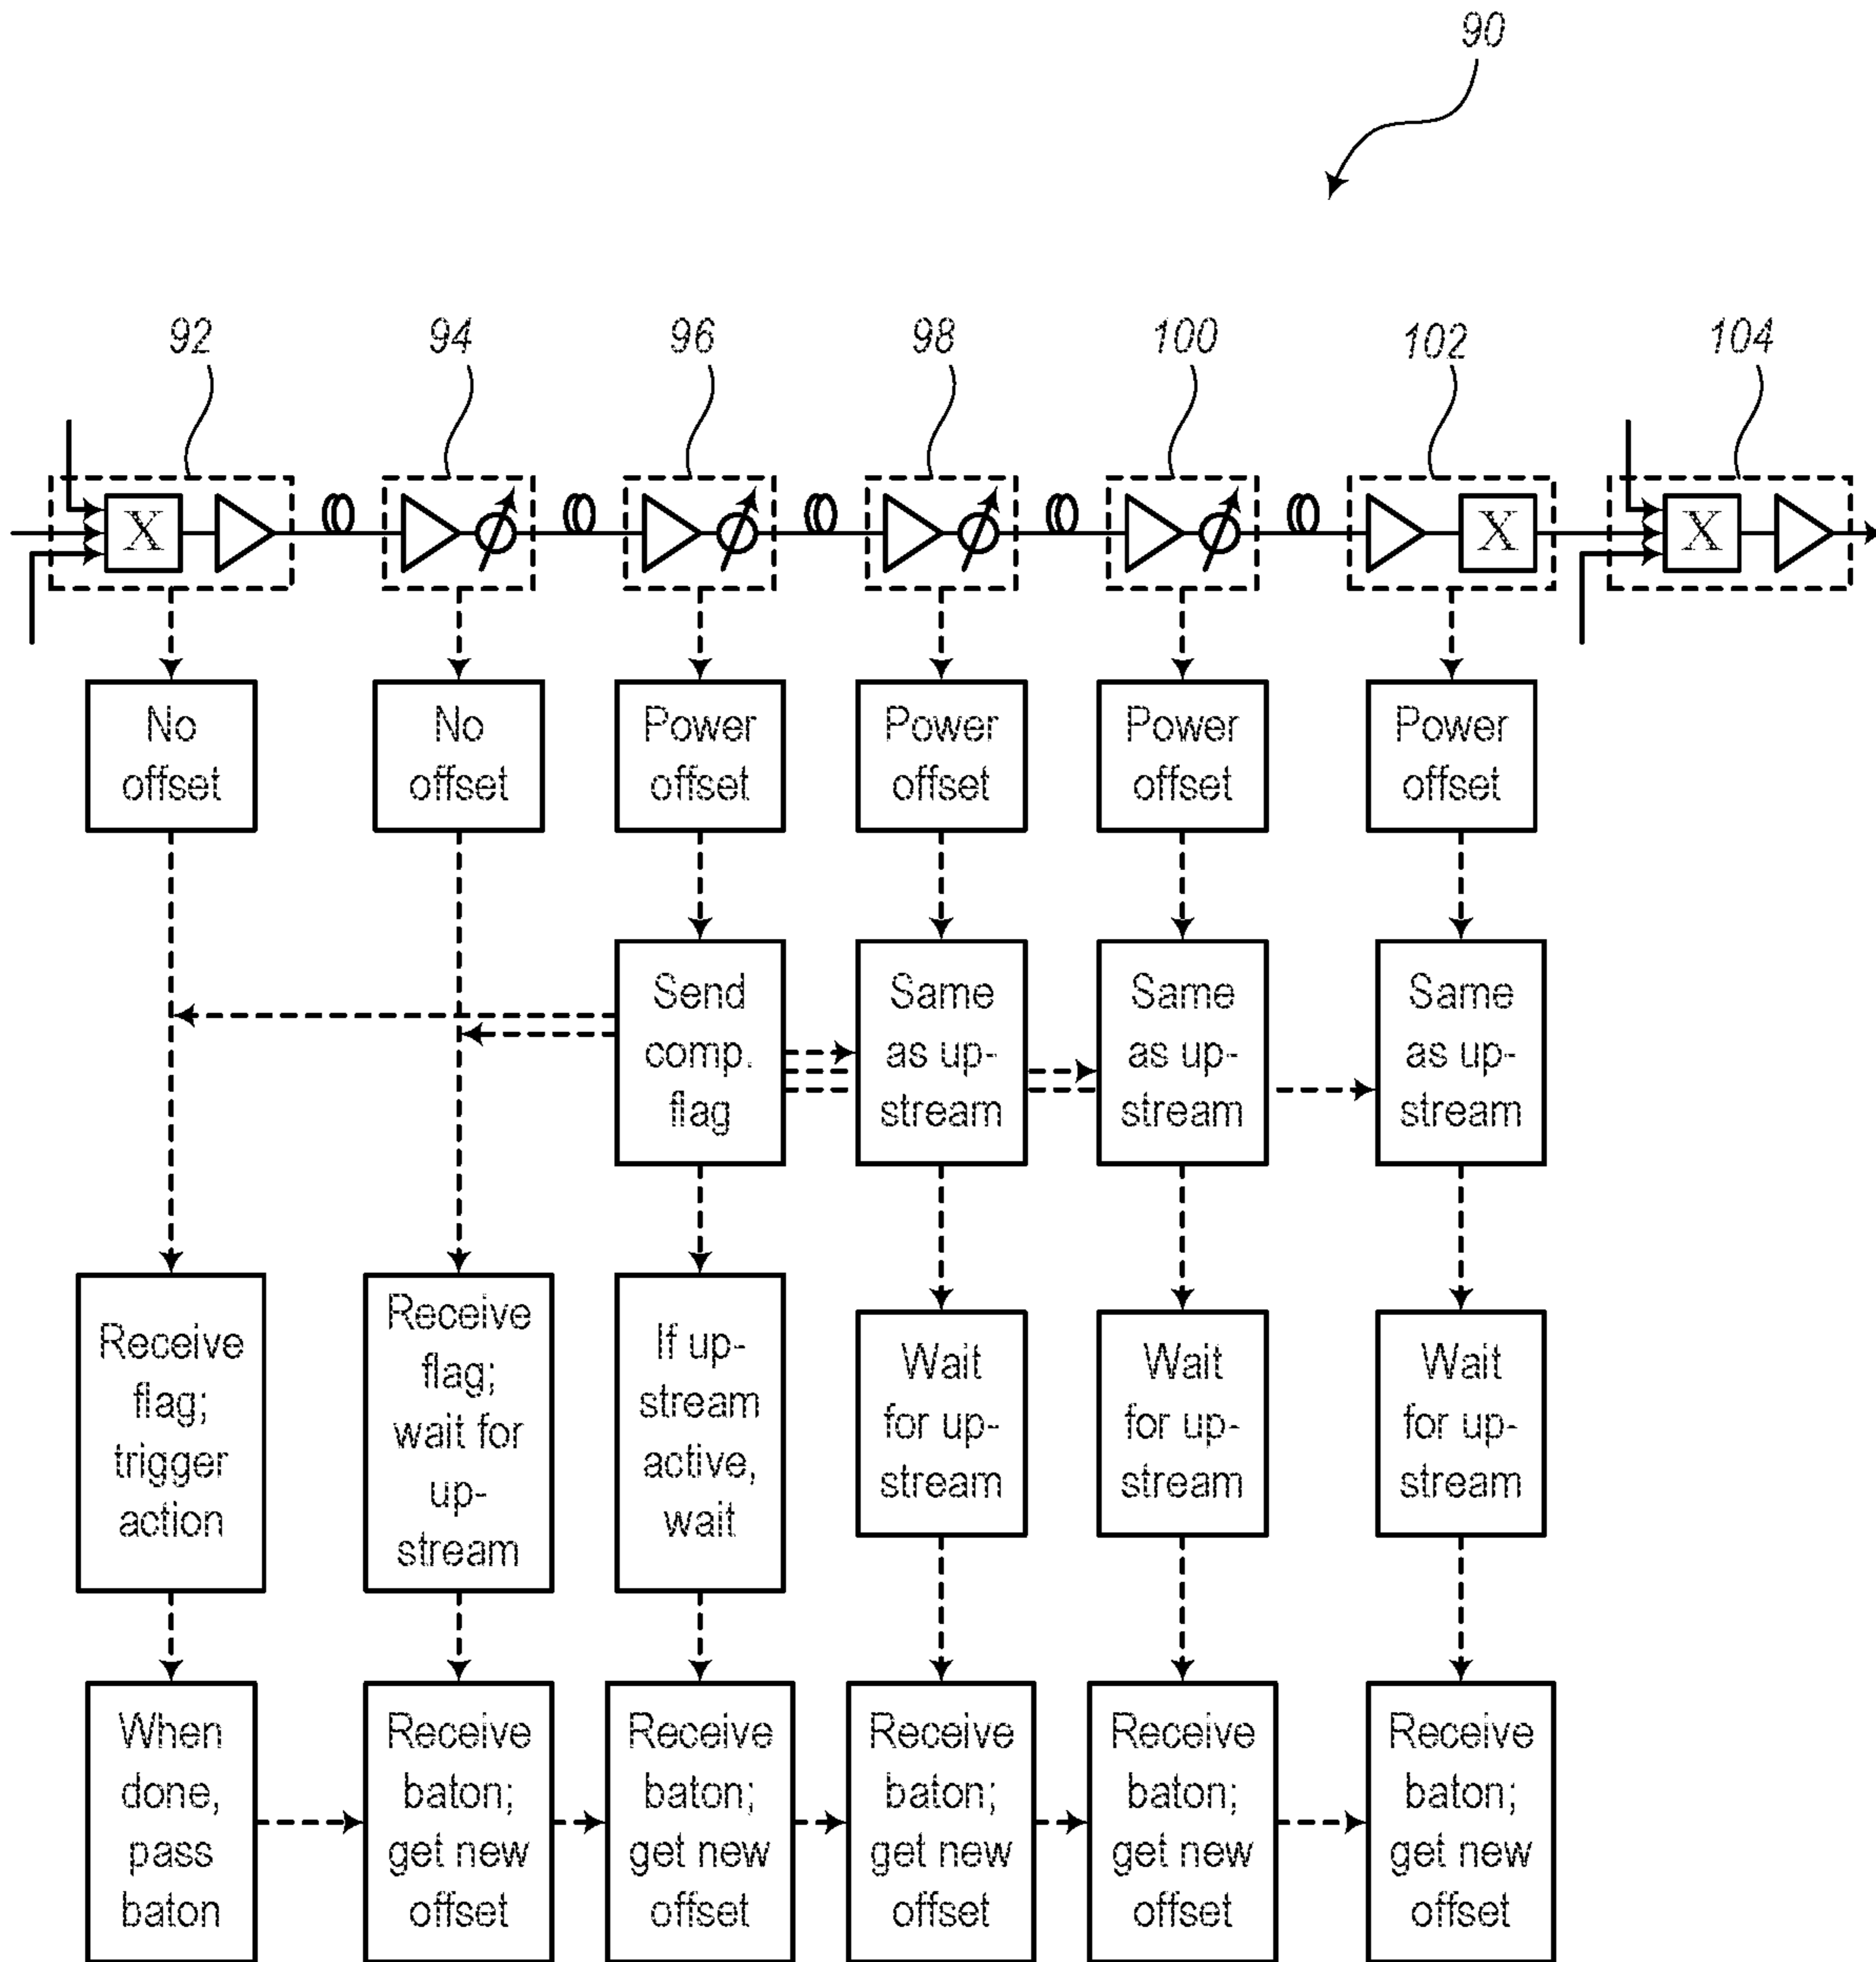 90
92
94
96
98
100
102
104
X
X
X
No
offset
No
offset
Power
offset
Power
offset
Power
offset
Power
offset
Send
comp.
flag
Same
as up-
stream
Same
as up-
stream
Same
as up-
stream
Receive
flag;
trigger
action
Receive
flag;
wait for
up-
stream
If up-
stream
active,
wait
Wait
for up-
stream
Wait
for up-
stream
Wait
for up-
stream
When
done,
pass
baton
Receive
baton;
get new
offset
Receive
baton;
get new
offset
Receive
baton;
get new
offset
Receive
baton;
get new
offset
Receive
baton;
get new
offset